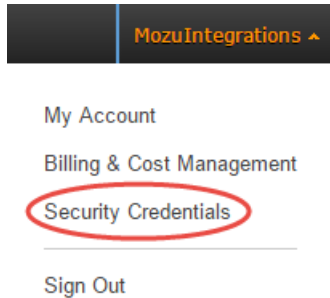 MozuIntegrations
My Account
Billing & Cost Management
Security Credentials
Sign Out